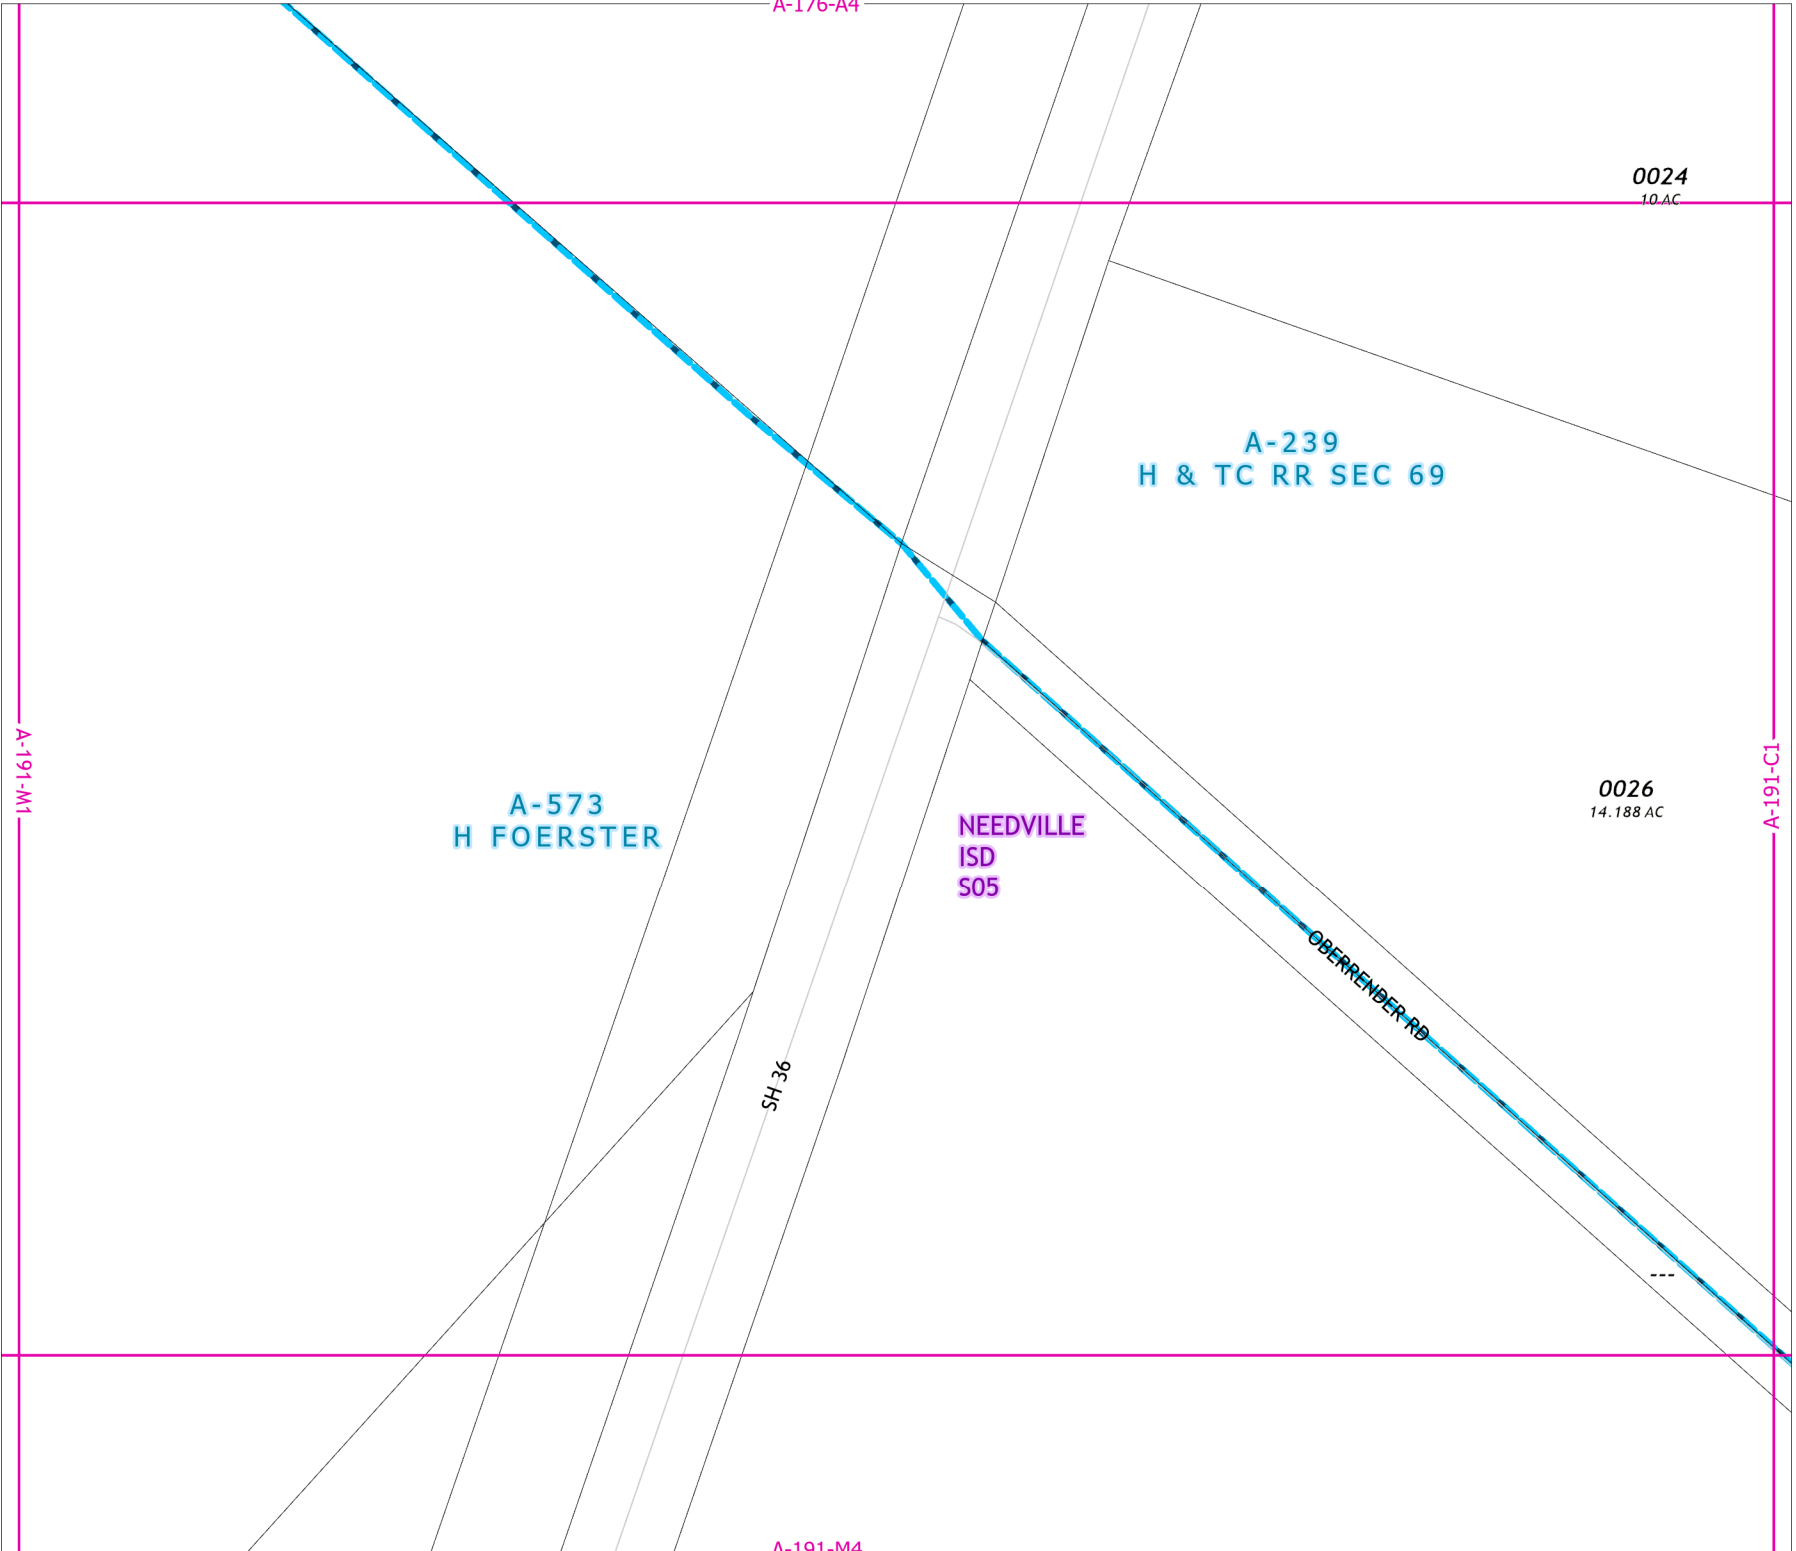 A-176-A4
0024
10 AC
A-239
H & TC RR SEC 69
A-191-W1
A-191-C1
0026
14.188 AC
A-573
H FOERSTER
NEEDVILLE
ISD
S05
OBERRENDER RD
SH 36
---
A-191-M4